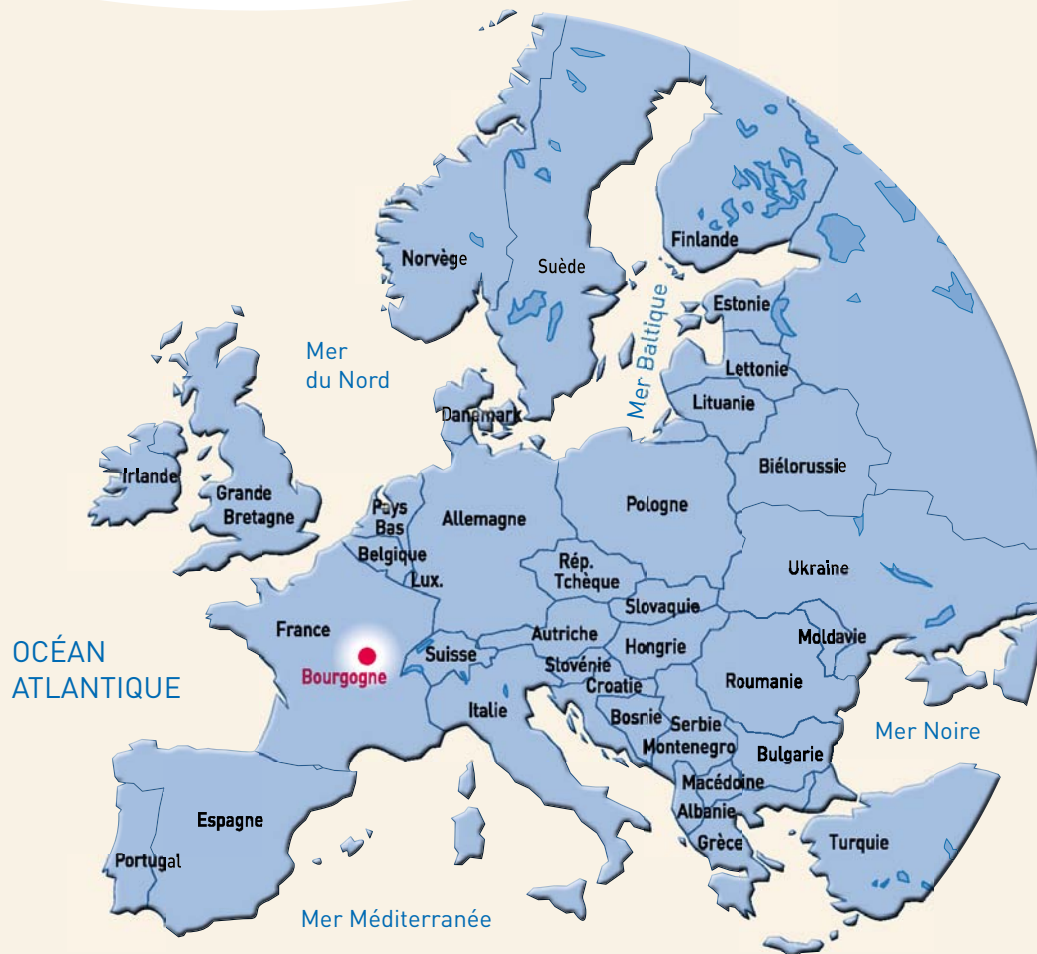 Norvège
Suède
Finlande
Estonie
Mer Baltique
Mer
du Nord
Lettonie
Lituanie
Danemark
Biélorussie
Irlande
Grande
Bretagne
Pays
Bas
Allemagne
Pologne
Belgique
Lux.
Rép.
Tchèque
Ukraine
Slovaquie
France
Autriche
Moldavie
Hongrie
OCÉAN
ATLANTIQUE
Suisse
Slovénie
Bourgogne
Croatie
Roumanie
Italie
Bosnie
Serbie
Montenegro
Bulgarie
Mer Noire
Macédoine
Albanie
Espagne
Grèce
Turquie
Portugal
Mer Méditerranée